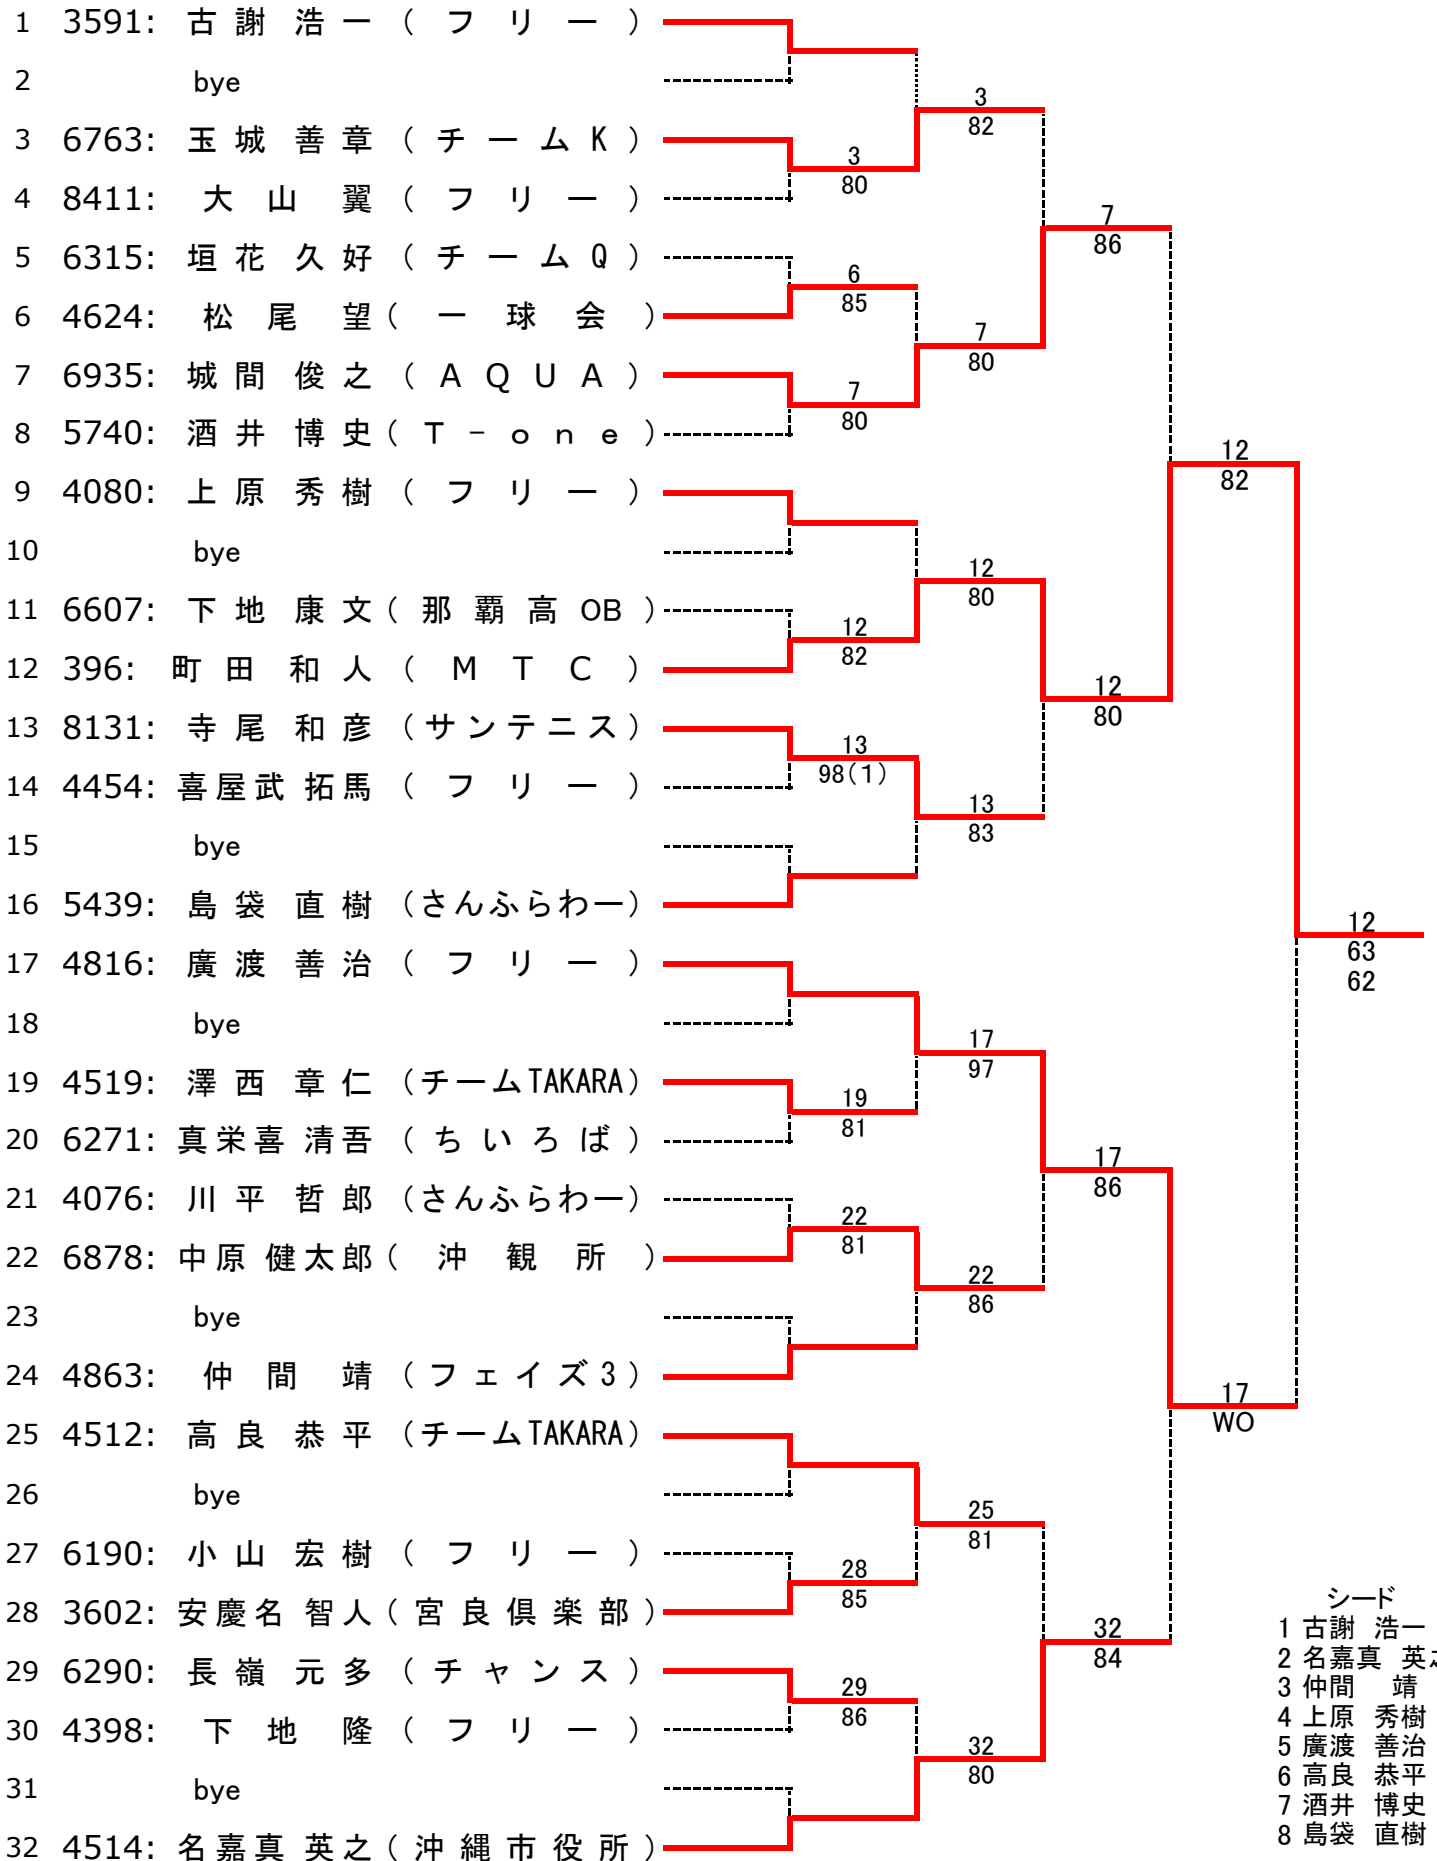 1 3591: 古謝 浩一 (フリー)
2 bye
3 6763: 玉城 善章 (チームK)
4 8411: 大山 翼 (フリー)
5 6315: 垣花 久好 (チームQ)
6 4624: 松尾 望 (一球会)
7 6935: 城間 俊之 (AQUA)
8 5740: 酒井 博史 (T-one)
9 4080: 上原 秀樹 (フリー)
10 bye
11 6607: 下地 康文 (那覇高OB)
12 396: 町田 和人 (MTC)
13 8131: 寺尾 和彦 (サンテニス)
14 4454: 喜屋武 拓馬 (フリー)
15 bye
16 5439: 島袋 直樹 (さんふらわー)
17 4816: 廣渡 善治 (フリー)
18 bye
19 4519: 澤西 章仁 (チームTAKARA)
20 6271: 真栄喜 清吾 (ちいろば)
21 4076: 川平 哲郎 (さんふらわー)
22 6878: 中原 健太郎 (沖観所)
23 bye
24 4863: 仲間 靖 (フェイズ3)
25 4512: 高良 恭平 (チームTAKARA)
26 bye
27 6190: 小山 宏樹 (フリー)
28 3602: 安慶名 智人 (宮良倶楽部)
29 6290: 長嶺 元多 (チャンス)
30 4398: 下地 隆 (フリー)
31 bye
32 4514: 名嘉真 英之 (沖縄市役所)
3
80
6
85
7
80
12
82
13
98(1)
19
81
22
81
28
85
29
86
3
82
7
80
12
80
13
83
17
97
22
86
25
81
32
80
7
86
12
80
17
86
32
84
12
82
17
WO
12
63
62
シード
1 古謝 浩一
2 名嘉真 英
3 仲間 靖
4 上原 秀樹
5 廣渡 善治
6 高良 恭平
7 酒井 博史
8 島袋 直樹